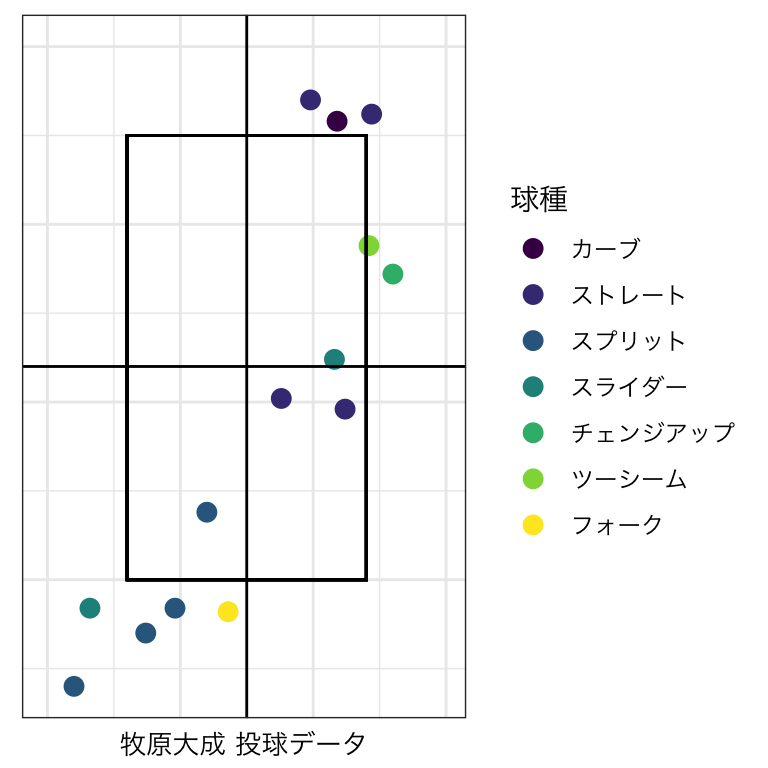 球種
カーブ
ストレート
スプリット
スライダー
チェンジアップ
ツーシーム
フォーク
牧原大成 投球データ